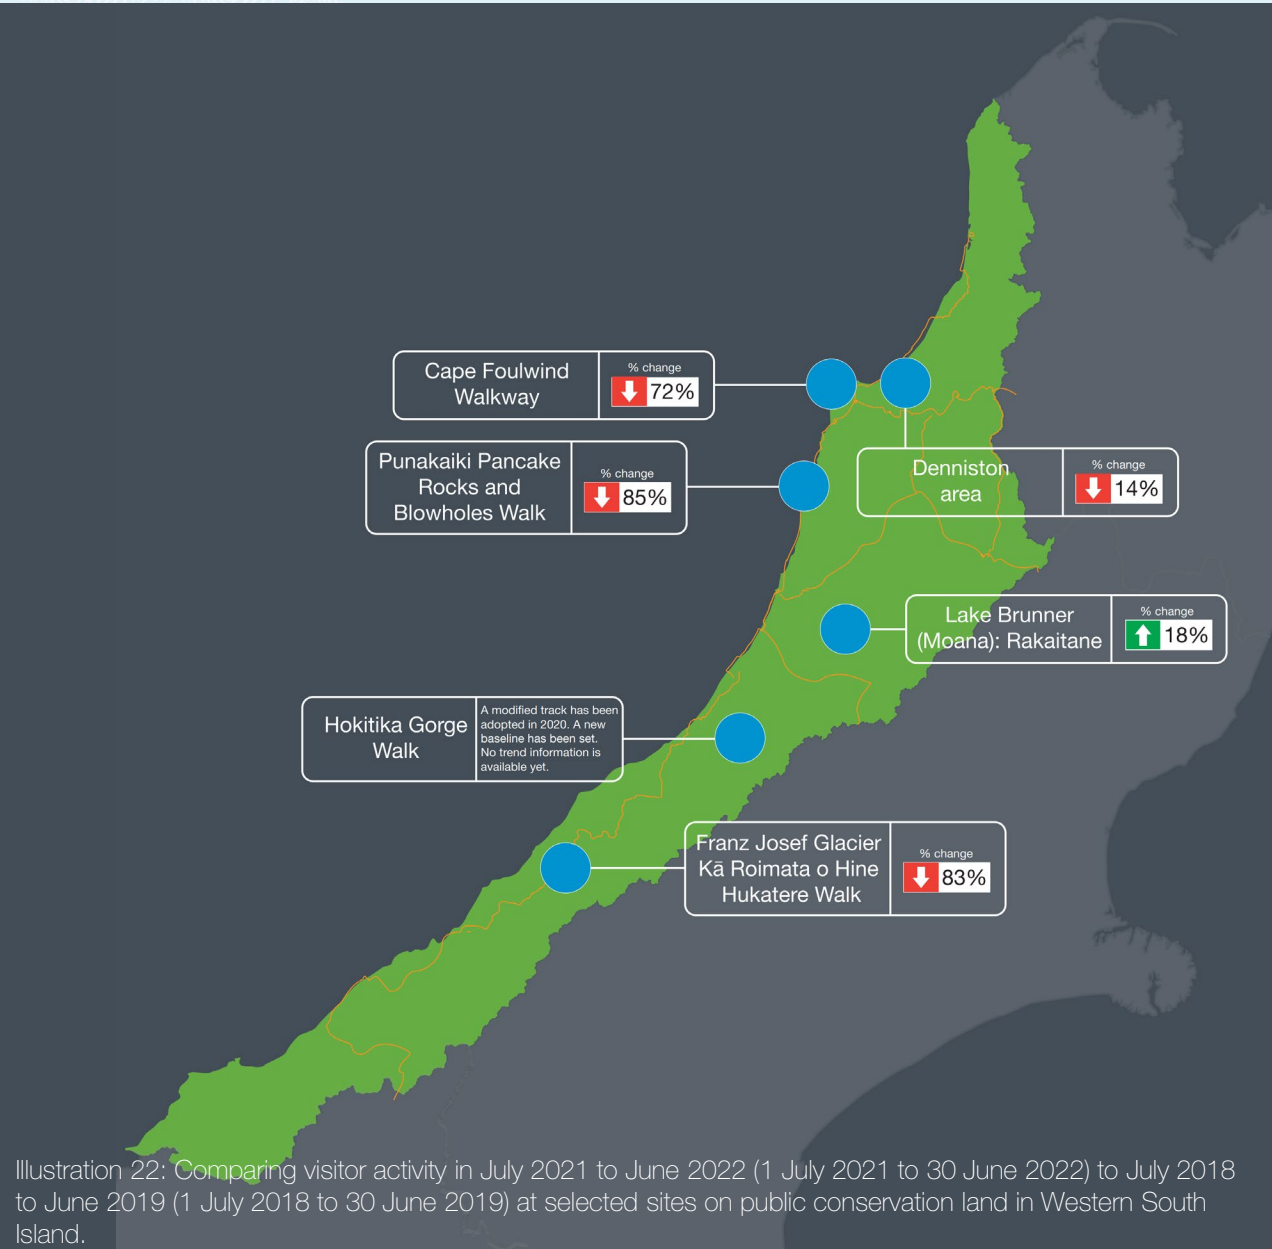 Cape Foulwind
Walkway
% change
72%
Punakaiki Pancake
Rocks and
Blowholes Walk
% change
85%
Denniston
area
% change
14%
Lake Brunner
(Moana): Rakaitane
% change
18%
Hokitika Gorge
Walk
A modified track has been
adopted in 2020. A new
baseline has been set.
No trend information is
available yet.
Franz Josef Glacier
Kā Roimata o Hine
Hukatere Walk
% change
83%
Illustration 22: Comparing visitor activity in July 2021 to June 2022 (1 July 2021 to 30 June 2022) to July 2018
to June 2019 (1 July 2018 to 30 June 2019) at selected sites on public conservation land in Western South
Island.